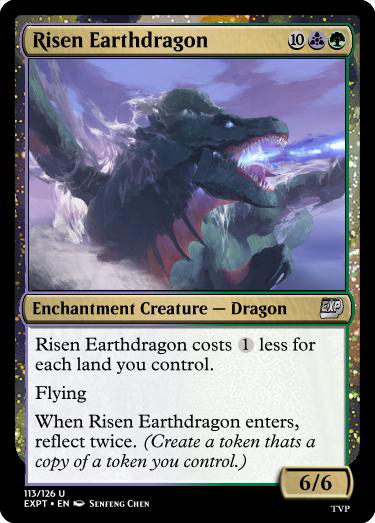 Risen Earthdragon 10
Enchantment Creature — Dragon EXP
Risen Earthdragon costs 1 less for
each land you control.
Flying
When Risen Earthdragon enters,
reflect twice. (Create a token thats a
copy of a token you control.)
6/6
113/126 U
EXPT • EN Senfeng Chen
TVP